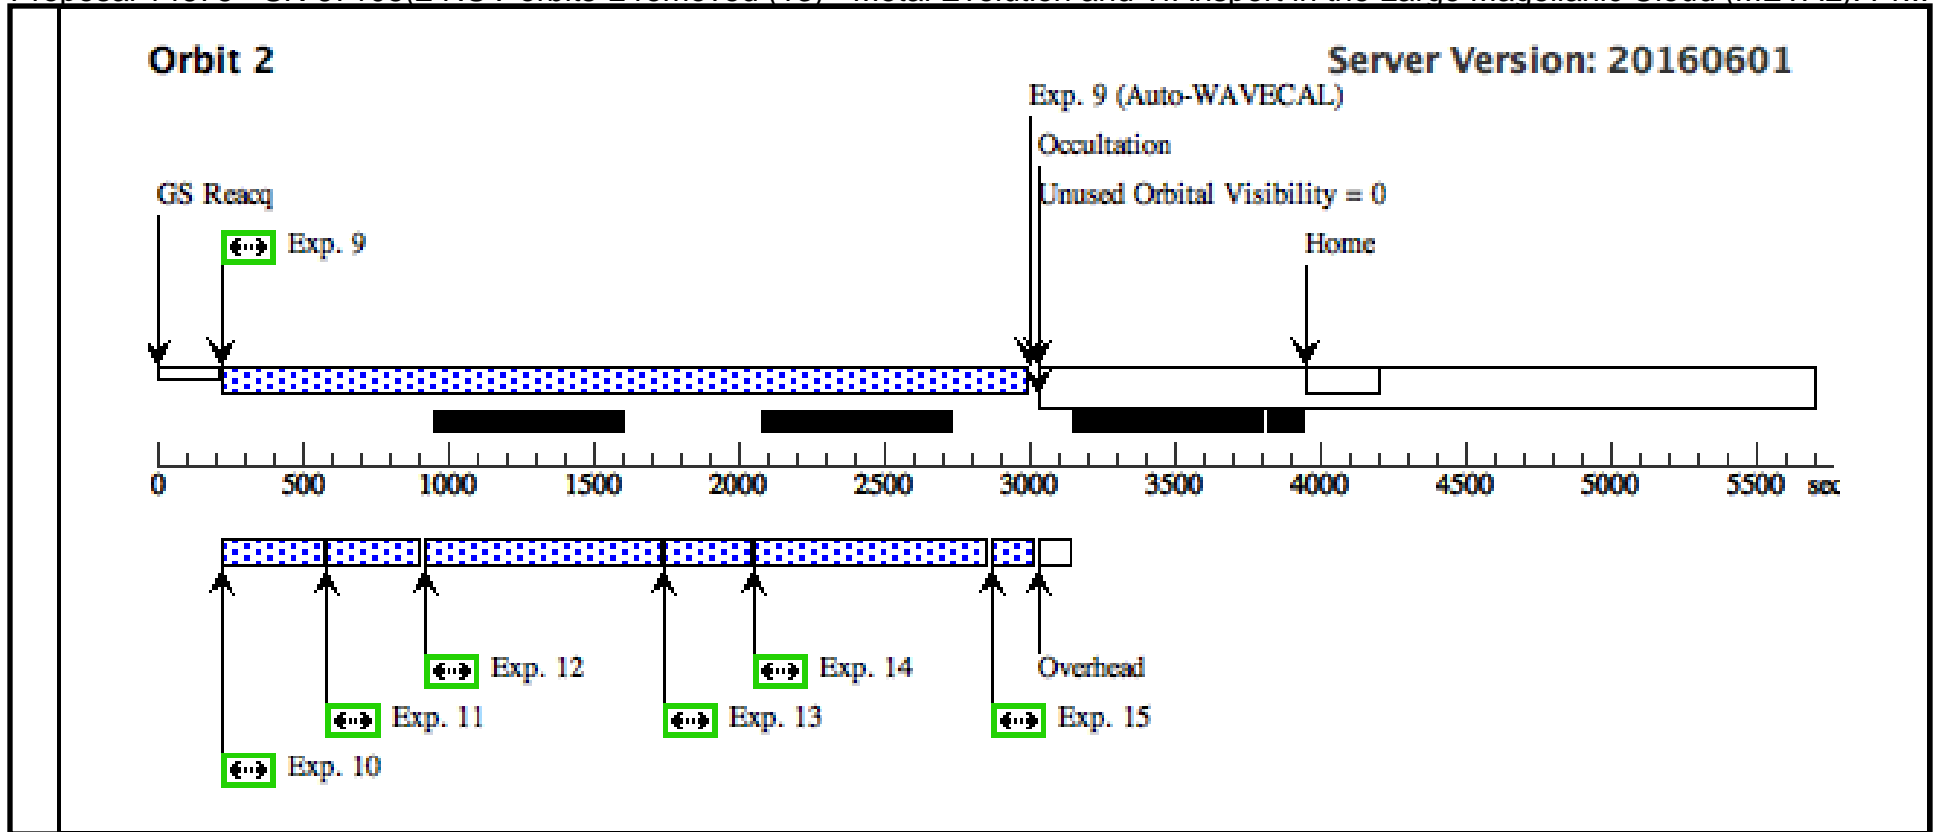 Orbit 2
Server Version: 20160601
Exp. 9 (Auto-WAVECAL)
Occultation
GS Reacq
Unused Orbital Visibility = 0
Exp. 9
Home
0 500 1000 1500 2000 2500 3000 3500 4000 4500 5000 5500 sec
Exp. 12
Exp. 14
Overhead
Exp. 11
Exp. 13
Exp. 15
Exp. 10